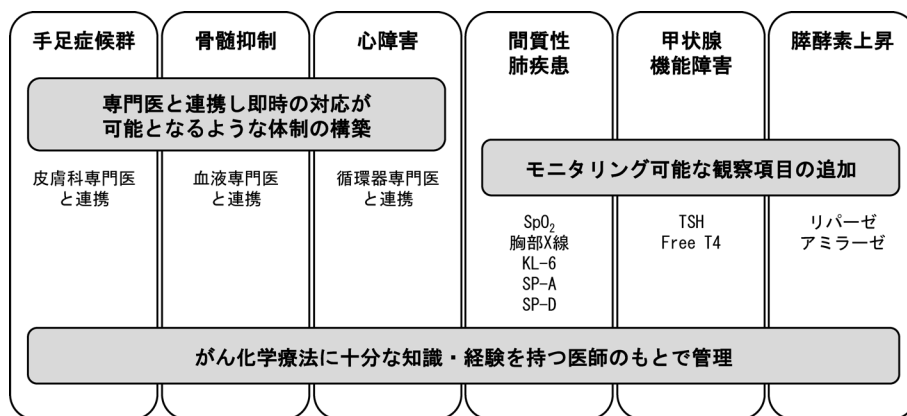 手足症候群
骨髄抑制
心障害
間質性
肺疾患
甲状腺
機能障害
膵酵素上昇
専門医と連携し即時の対応が
可能となるような体制の構築
モニタリング可能な観察項目の追加
皮膚科専門医
と連携
血液専門医
と連携
循環器専門医
と連携
SpO₂
胸部X線
KL-6
SP-A
SP-D
TSH
Free T4
リパーゼ
アミラーゼ
がん化学療法に十分な知識・経験を持つ医師のもとで管理